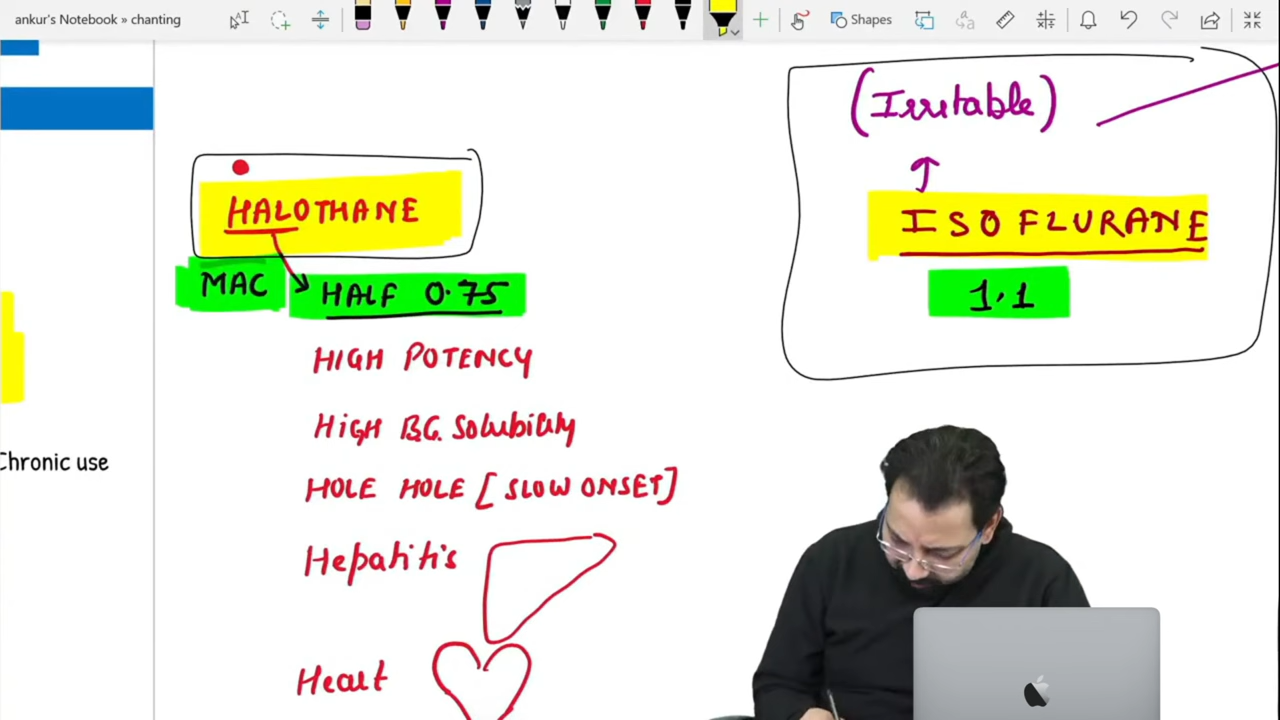 ankur's Notebook » chanting
Shapes
(Irritable)
HALOTHANE
ISOFLURANE
MAC
HALF 0.75
1.1
HIGH POTENCY
HIGH B.G. Solubility
Chronic use
HOLE HOLE [SLOW ONSET]
Hepatitis
Heart